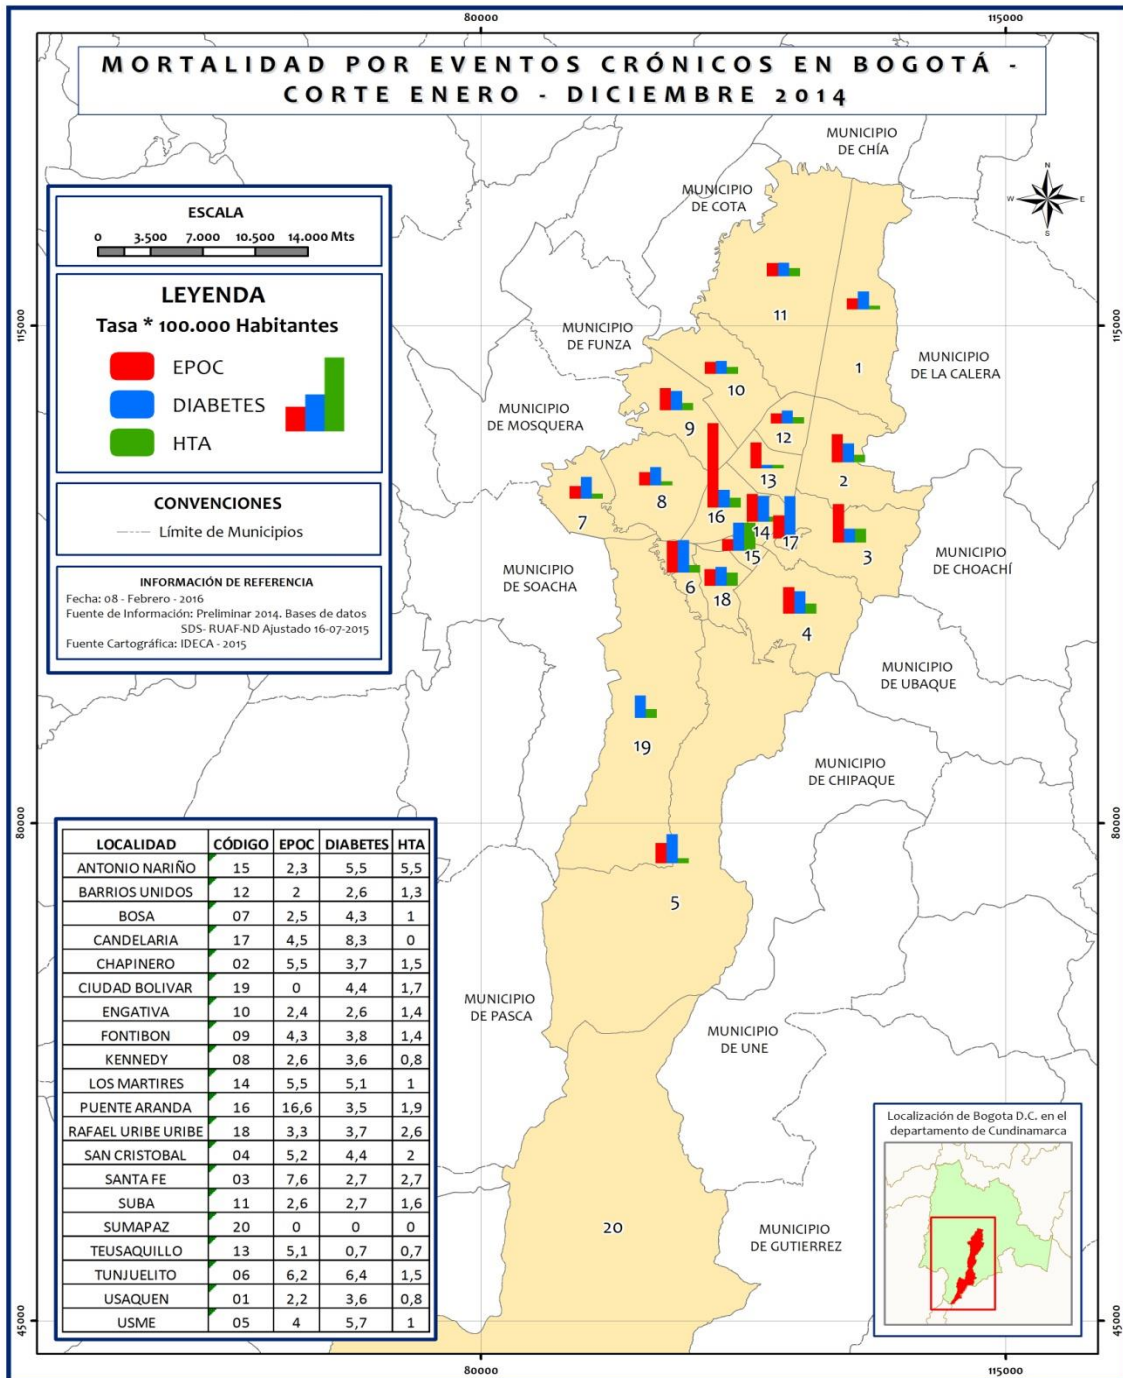 80000
115000
MORTALIDAD POR EVENTOS CRÓNICOS EN BOGOTÁ -
CORTE ENERO - DICIEMBRE 2014
MUNICIPIO
DE CHÍA
MUNICIPIO
DE COTA
N
W
E
S
ESCALA
0 3.500 7.000 10.500 14.000 Mts
LEYENDA
Tasa * 100.000 Habitantes
EPOC
DIABETES
HTA
CONVENCIONES
Límite de Municipios
INFORMACIÓN DE REFERENCIA
Fecha: 08 - Febrero - 2016
Fuente de Información: Preliminar 2014. Bases de datos
SDS- RUAF-ND Ajustado 16-07-2015
Fuente Cartográfica: IDECA - 2015
115000
115000
MUNICIPIO
DE FUNZA
MUNICIPIO
DE LA CALERA
MUNICIPIO
DE MOSQUERA
MUNICIPIO
DE SOACHA
MUNICIPIO
DE CHOACHÍ
MUNICIPIO
DE UBAQUE
MUNICIPIO
DE CHIPAQUE
MUNICIPIO
DE PASCA
MUNICIPIO
DE UNE
MUNICIPIO
DE GUTIERREZ
11
1
10
9
12
2
13
8
7
16
14
17
3
15
6
18
4
19
5
20
80000
80000
LOCALIDAD CÓDIGO EPOC DIABETES HTA
ANTONIO NARIÑO 15 2,3 5,5 5,5
BARRIOS UNIDOS 12 2 2,6 1,3
BOSA 07 2,5 4,3 1
CANDELARIA 17 4,5 8,3 0
CHAPINERO 02 5,5 3,7 1,5
CIUDAD BOLIVAR 19 0 4,4 1,7
ENGATIVA 10 2,4 2,6 1,4
FONTIBON 09 4,3 3,8 1,4
KENNEDY 08 2,6 3,6 0,8
LOS MARTIRES 14 5,5 5,1 1
PUENTE ARANDA 16 16,6 3,5 1,9
RAFAEL URIBE URIBE 18 3,3 3,7 2,6
SAN CRISTOBAL 04 5,2 4,4 2
SANTA FE 03 7,6 2,7 2,7
SUBA 11 2,6 2,7 1,6
SUMAPAZ 20 0 0 0
TEUSAQUILLO 13 5,1 0,7 0,7
TUNJUELITO 06 6,2 6,4 1,5
USAQUEN 01 2,2 3,6 0,8
USME 05 4 5,7 1
Localización de Bogota D.C. en el
departamento de Cundinamarca
45000
45000
80000
115000